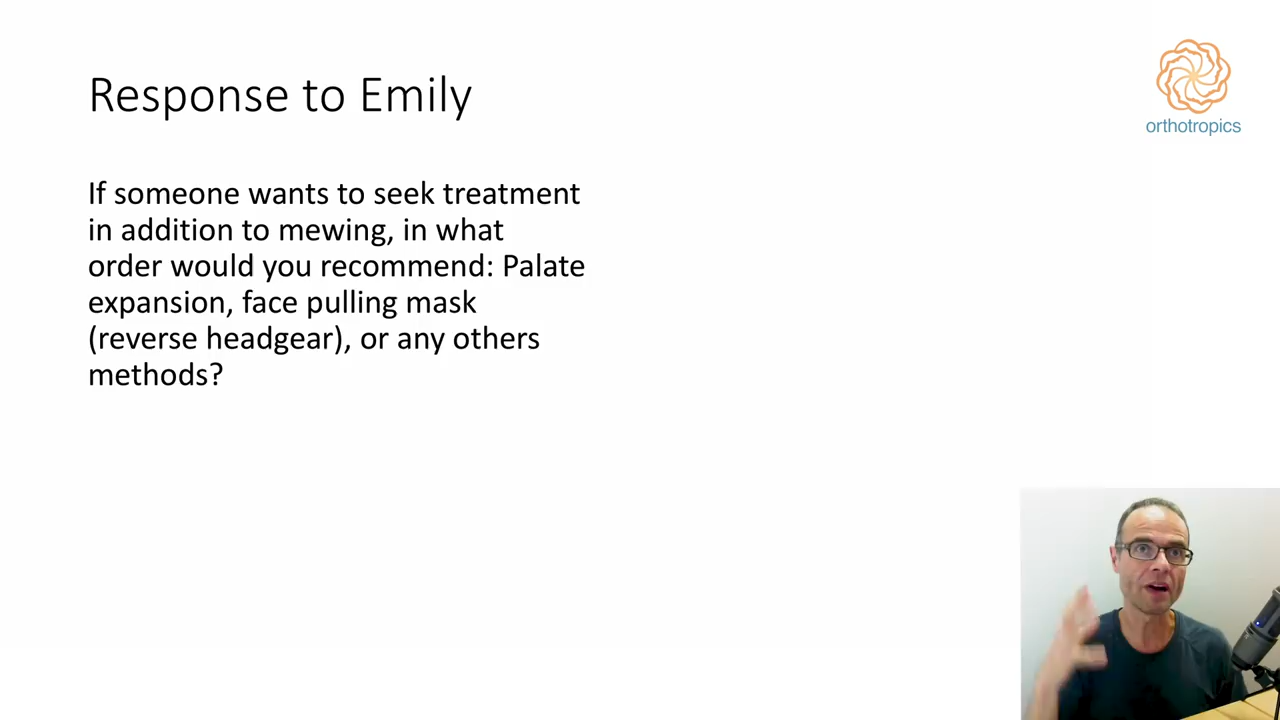 Response to Emily
orthotropics
If someone wants to seek treatment
in addition to mewing, in what
order would you recommend: Palate
expansion, face pulling mask
(reverse headgear), or any others
methods?